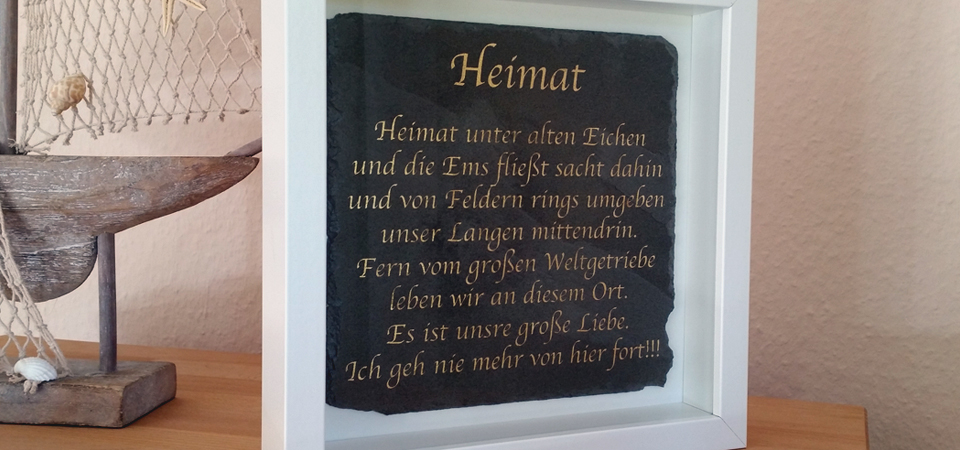 Heimat
Heimat unter alten Eichen
und die Ems fließt sacht dahin
und von Feldern rings umgeben
unser Langen mittendrin.
Fern vom großen Weltgetriebe
leben wir an diesem Ort.
Es ist unsre große Liebe.
Ich geh nie mehr von hier fort!!!